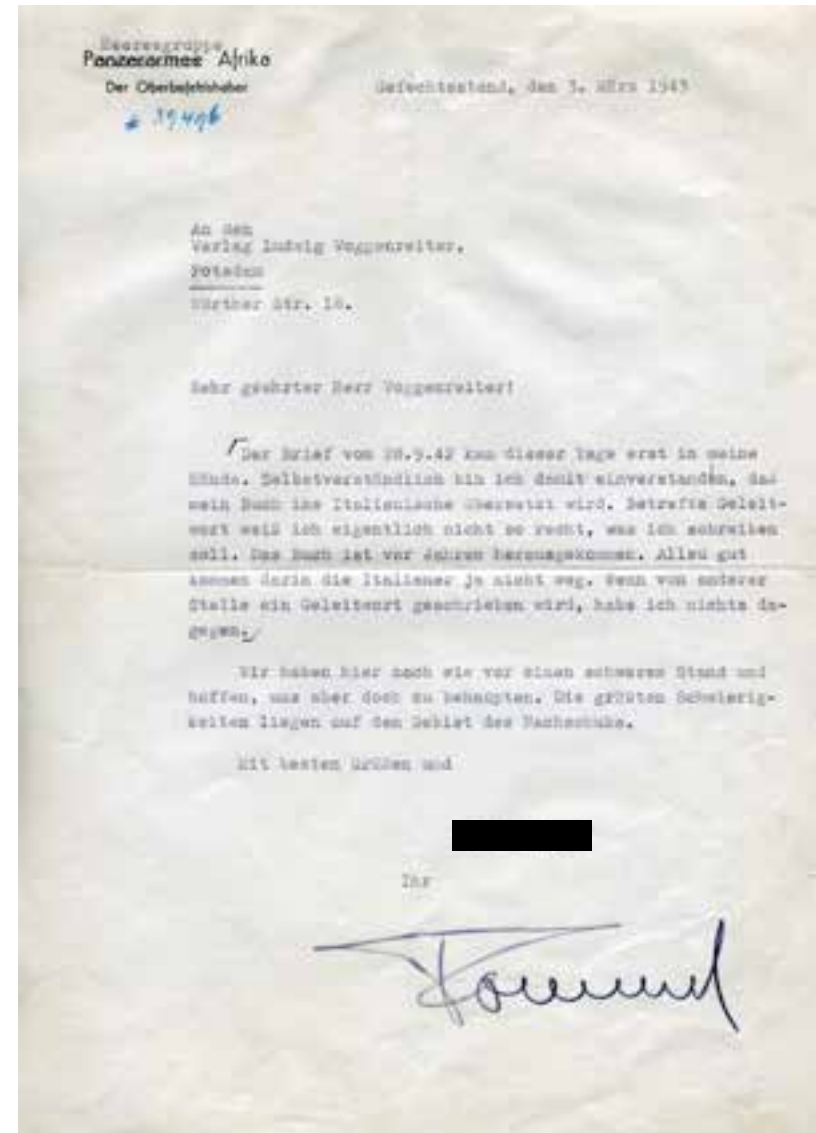 Heeresgruppe
Panzerarmee Afrika
Der Oberbefehlshaber
Gefechtsstand, den 3. März 1943
An den
Verlag Ludwig Voggenreiter,
Potsdam
Str.
Sehr geehrter Herr Voggenreiter!
Der Brief vom kam dieser Tage erst in meine
Hände. Selbstverständlich bin ich damit einverstanden, daß
mein Buch ins Italienische übersetzt wird. Betreffs Geleit-
wort weiß ich eigentlich nicht so recht, was ich schreiben
soll. Das Buch ist vor Jahren herausgekommen. Allzu gut
kommen darin die Italiener ja nicht weg. Wenn von anderer
Stelle ein Geleitwort geschrieben wird, habe ich nichts da-
gegen.
Wir haben hier nach wie vor einen schweren Stand und
hoffen, uns aber doch zu behaupten. Die größten Schwierig-
keiten liegen auf dem Gebiet des Nachschubs.
Mit besten Grüßen und
Ihr
Rommel